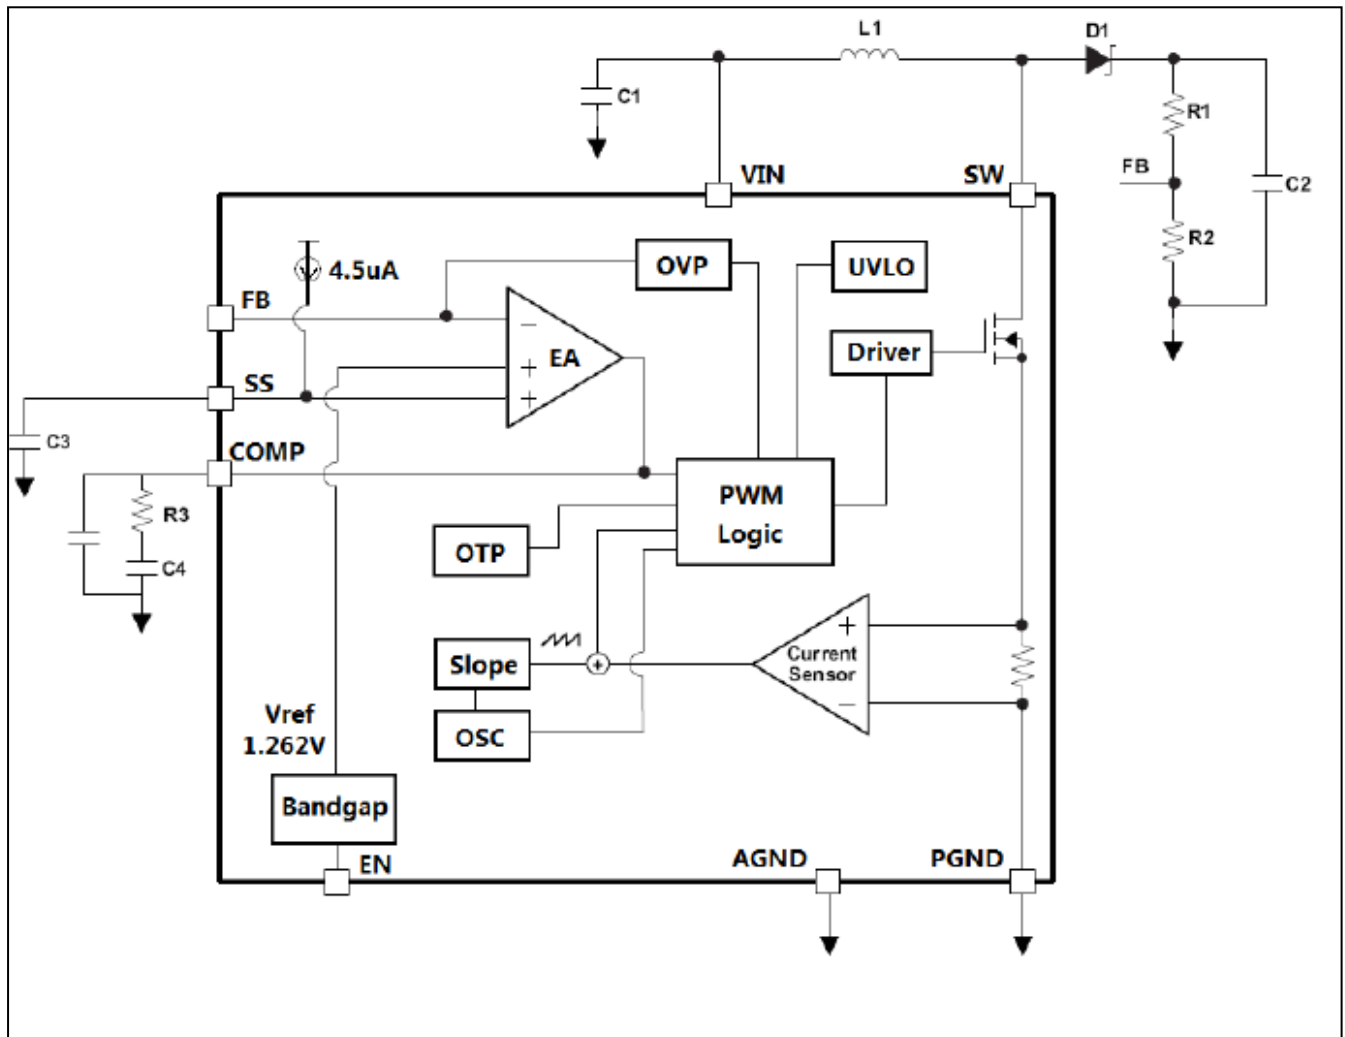 L1
D1
C1
R1
VIN
SW
FB
C2
R2
4.5uA
OVP
UVLO
FB
−
EA
Driver
+
SS
+
C3
COMP
PWM
Logic
R3
OTP
C4
+
Current
Sensor
Slope
+
−
Vref
1.262V
OSC
Bandgap
EN
AGND
PGND